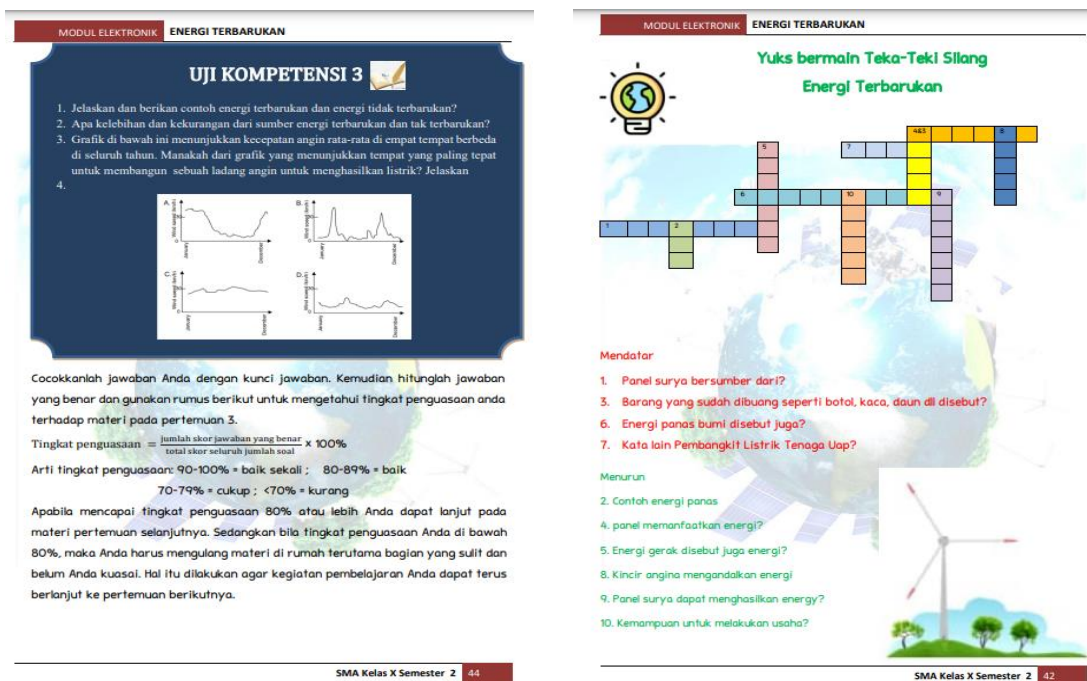 MODUL ELEKTRONIK ENERGI TERBARUKAN
UJI KOMPETENSI 3
1. Jelaskan dan berikan contoh energi terbarukan dan energi tidak terbarukan?
2. Apa kelebihan dan kekurangan dari sumber energi terbarukan dan tak terbarukan?
3. Grafik di bawah ini menunjukkan kecepatan angin rata-rata di empat tempat berbeda
di seluruh tahun. Manakah dari grafik yang menunjukkan tempat yang paling tepat
untuk membangun sebuah ladang angin untuk menghasilkan listrik? Jelaskan
4.
A.
January
December
B.
January
December
C.
January
December
D.
January
December
Cocokkanlah jawaban Anda dengan kunci jawaban. Kemudian hitunglah jawaban
yang benar dan gunakan rumus berikut untuk mengetahui tingkat penguasaan anda
terhadap materi pada pertemuan 3.
Tingkat penguasaan = jumlah skor jawaban yang benar / total skor seluruh jumlah soal x 100%
Arti tingkat penguasaan: 90-100% = baik sekali ; 80-89% = baik
70-79% = cukup ; <70% = kurang
Apabila mencapai tingkat penguasaan 80% atau lebih Anda dapat lanjut pada
materi pertemuan selanjutnya. Sedangkan bila tingkat penguasaan Anda di bawah
80%, maka Anda harus mengulang materi di rumah terutama bagian yang sulit dan
belum Anda kuasai. Hal itu dilakukan agar kegiatan pembelajaran Anda dapat terus
berlanjut ke pertemuan berikutnya.
SMA Kelas X Semester 2 44
MODUL ELEKTRONIK ENERGI TERBARUKAN
Yuks bermain Teka-Teki Silang
Energi Terbarukan
4&3 8
5 7
6 10 9
1 2
Mendatar
1. Panel surya bersumber dari?
3. Barang yang sudah dibuang seperti botol, kaca, daun dll disebut?
6. Energi panas bumi disebut juga?
7. Kata lain Pembangkit Listrik Tenaga Uap?
Menurun
2. Contoh energi panas
4. panel memanfaatkan energi?
5. Energi gerak disebut juga energi?
8. Kincir angina mengandalkan energi
9. Panel surya dapat menghasilkan energy?
10. Kemampuan untuk melakukan usaha?
SMA Kelas X Semester 2 42